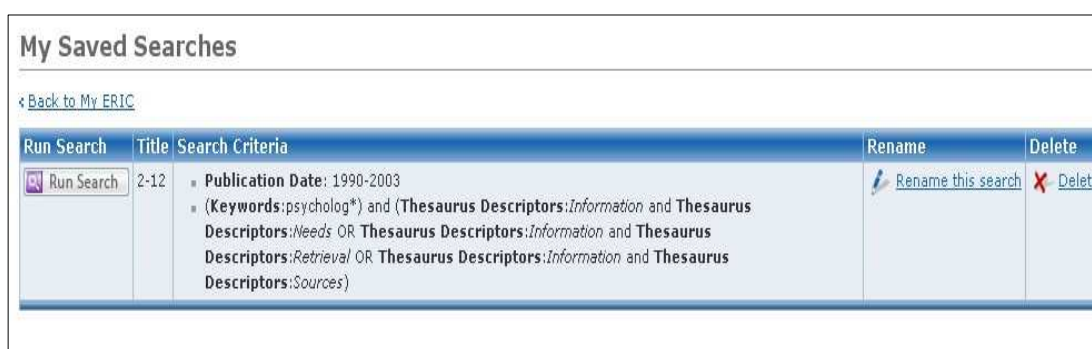 My Saved Searches
< Back to My ERIC
Run Search Title Search Criteria Rename Delete
Run Search 2-12 Publication Date: 1990-2003 Rename this search Delet
(Keywords:psycholog*) and (Thesaurus Descriptors:Information and Thesaurus
Descriptors:Needs OR Thesaurus Descriptors:Information and Thesaurus
Descriptors:Retrieval OR Thesaurus Descriptors:Information and Thesaurus
Descriptors:Sources)